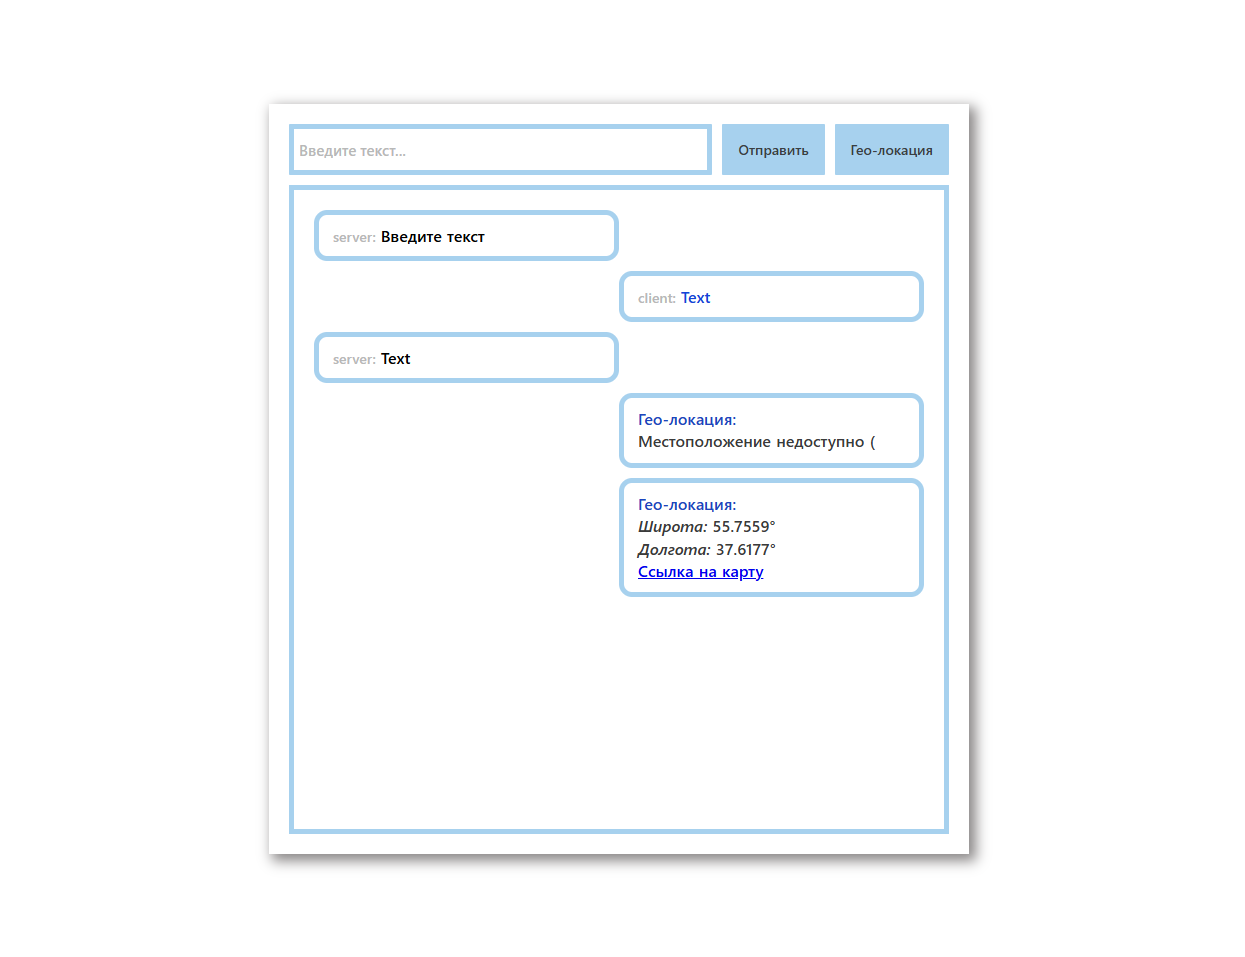 Введите текст...
Отправить
Гео-локация
server: Введите текст
client: Text
server: Text
Гео-локация:
Местоположение недоступно (
Гео-локация:
Широта: 55.7559°
Долгота: 37.6177°
Ссылка на карту